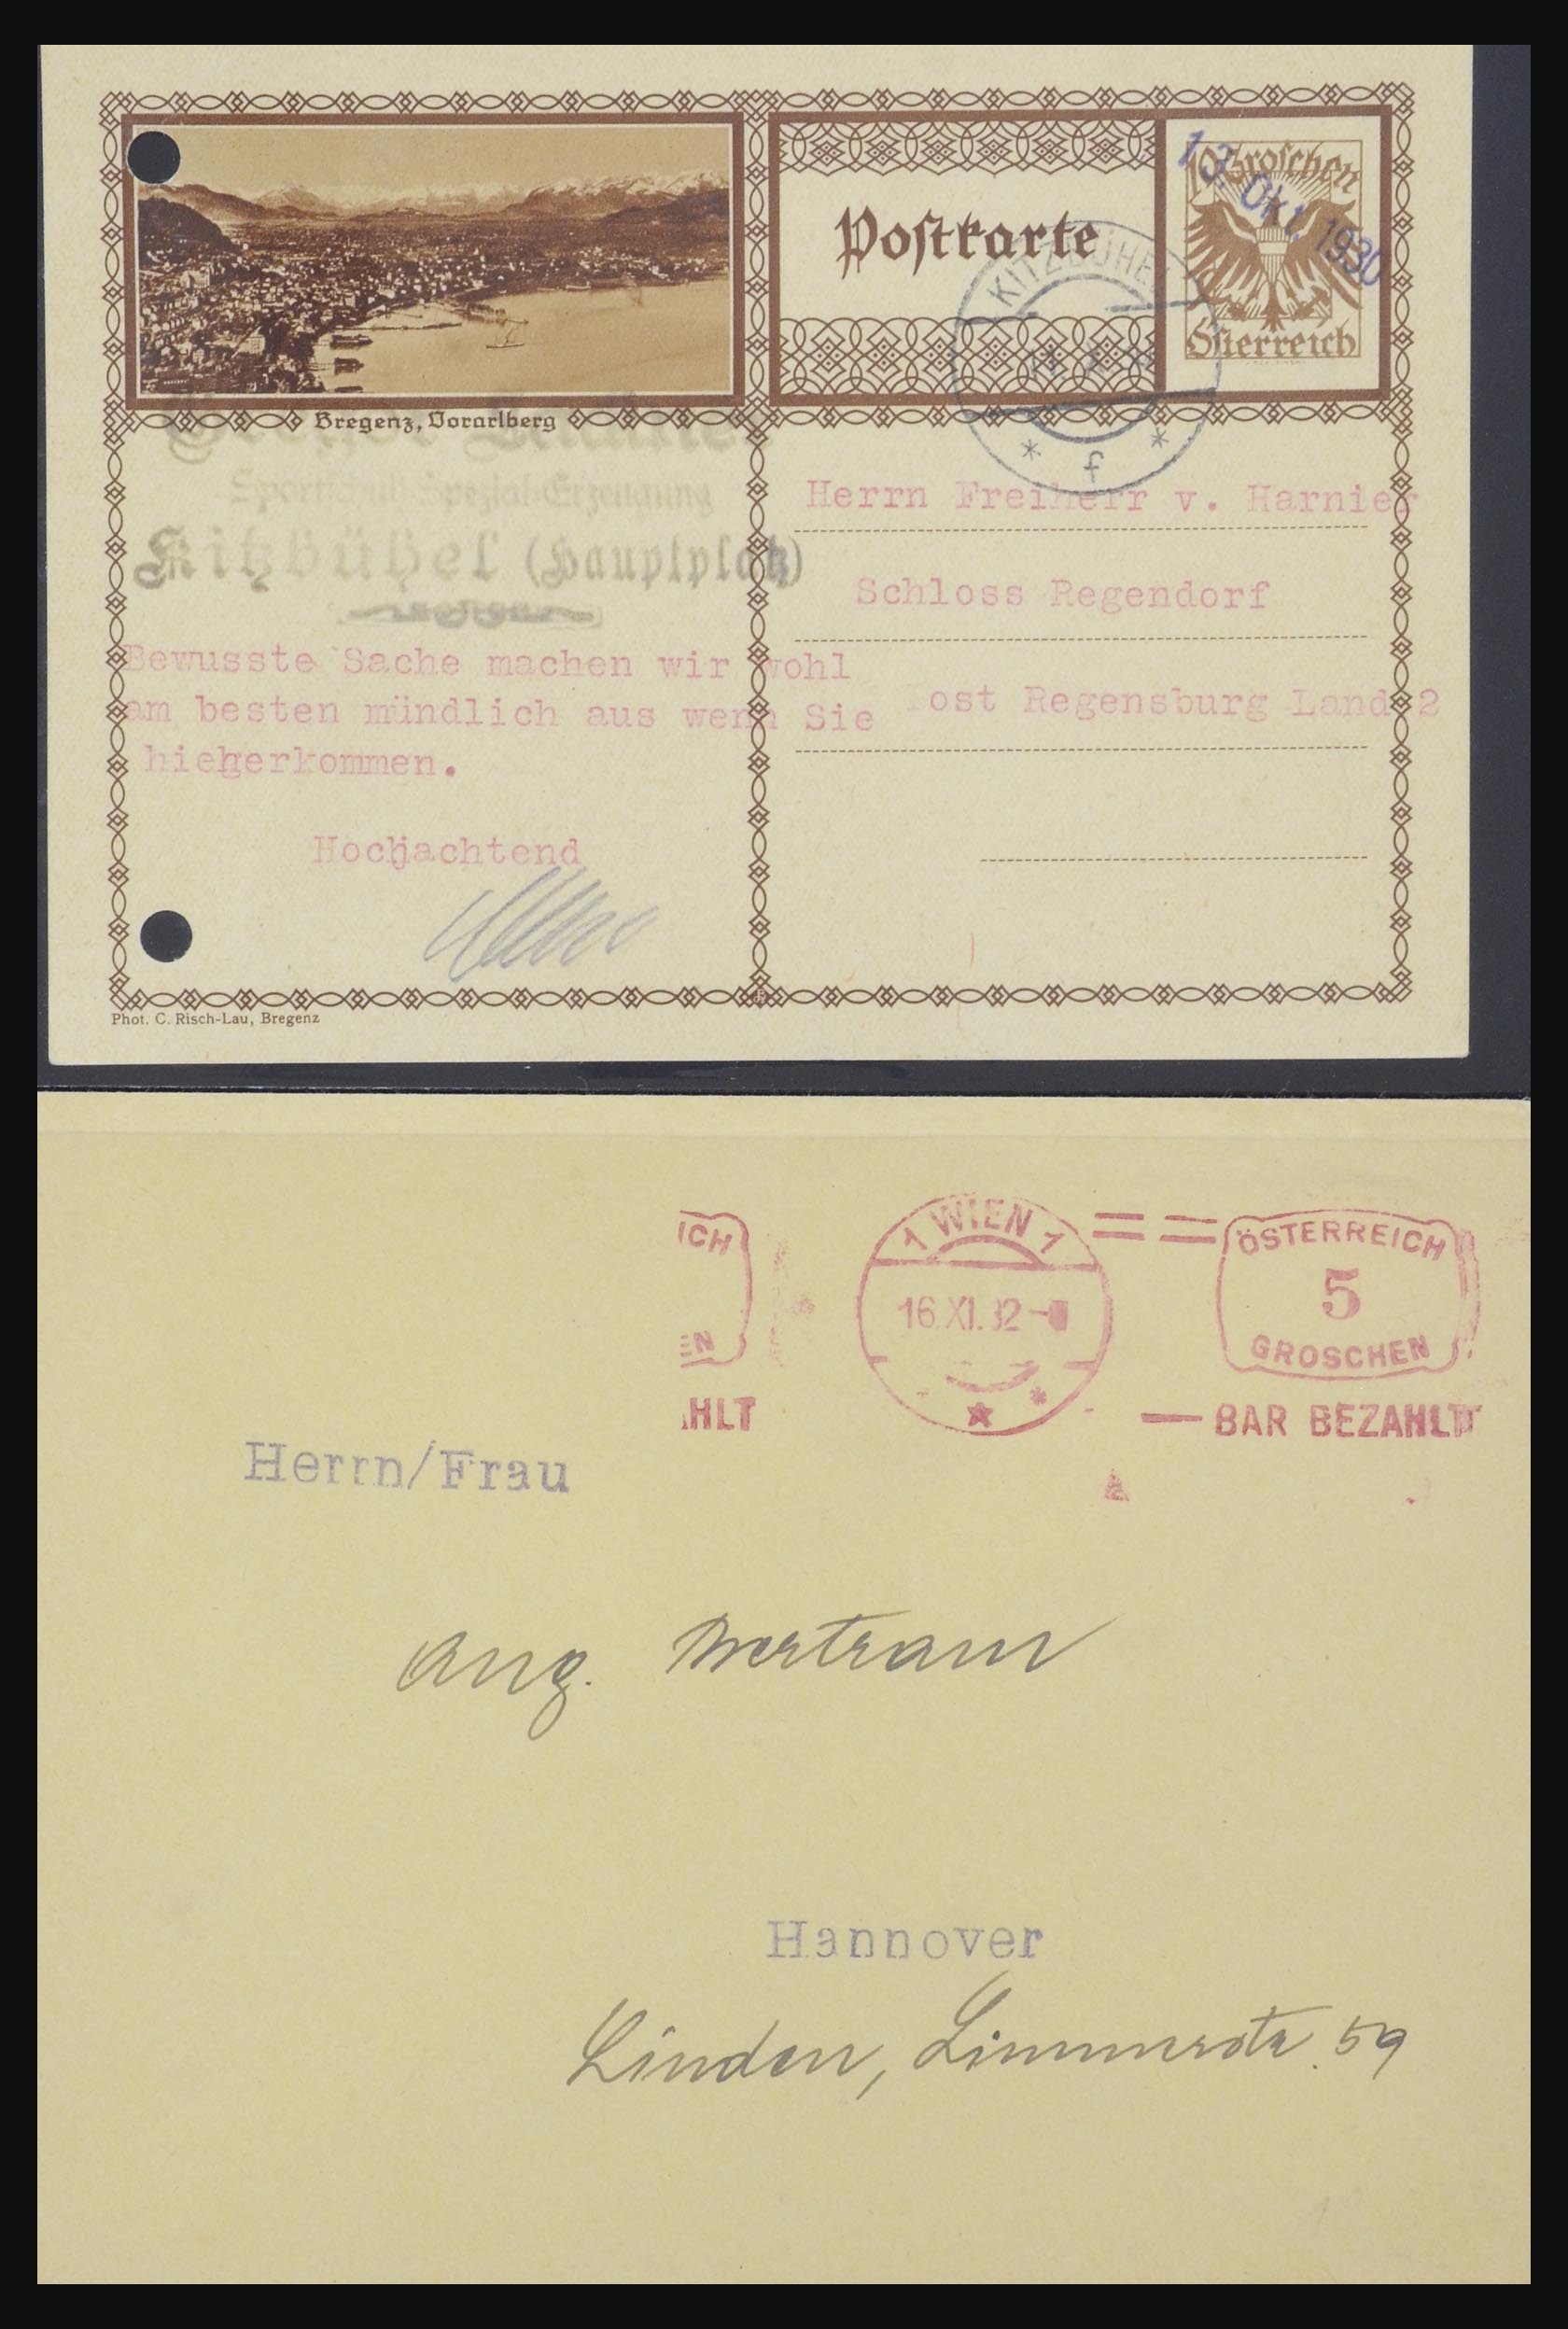 10 Groschen
13. Okt. 1930
Postkarte
KITZBÜHEL
Österreich
Bregenz, Vorarlberg
f
Kitzbühel (Hauptplatz)
Herrn Freiherr v. Harnier
Schloss Regendorf
Post Regensburg Land 2
Bewusste Sache machen wir wohl
am besten mündlich aus wenn Sie
hieherkommen.
Hochachtend
Phot. C. Risch-Lau, Bregenz
ICH
EN
AHLT
1 WIEN 1
16.XI.32
ÖSTERREICH
5
GROSCHEN
BAR BEZAHLT
Herrn/Frau
Aug. Bertram
Hannover
Linden, Limmerstr. 59